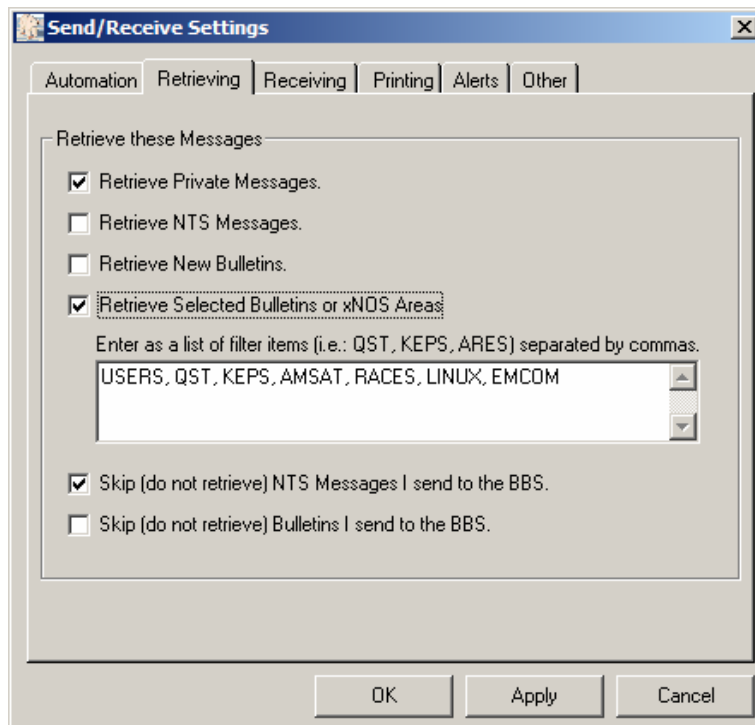 Send/Receive Settings
Automation Retrieving Receiving Printing Alerts Other
Retrieve these Messages
Retrieve Private Messages.
Retrieve NTS Messages.
Retrieve New Bulletins.
Retrieve Selected Bulletins or xNOS Areas
Enter as a list of filter items (i.e.: QST, KEPS, ARES) separated by commas.
USERS, QST, KEPS, AMSAT, RACES, LINUX, EMCOM
Skip (do not retrieve) NTS Messages I send to the BBS.
Skip (do not retrieve) Bulletins I send to the BBS.
OK Apply Cancel